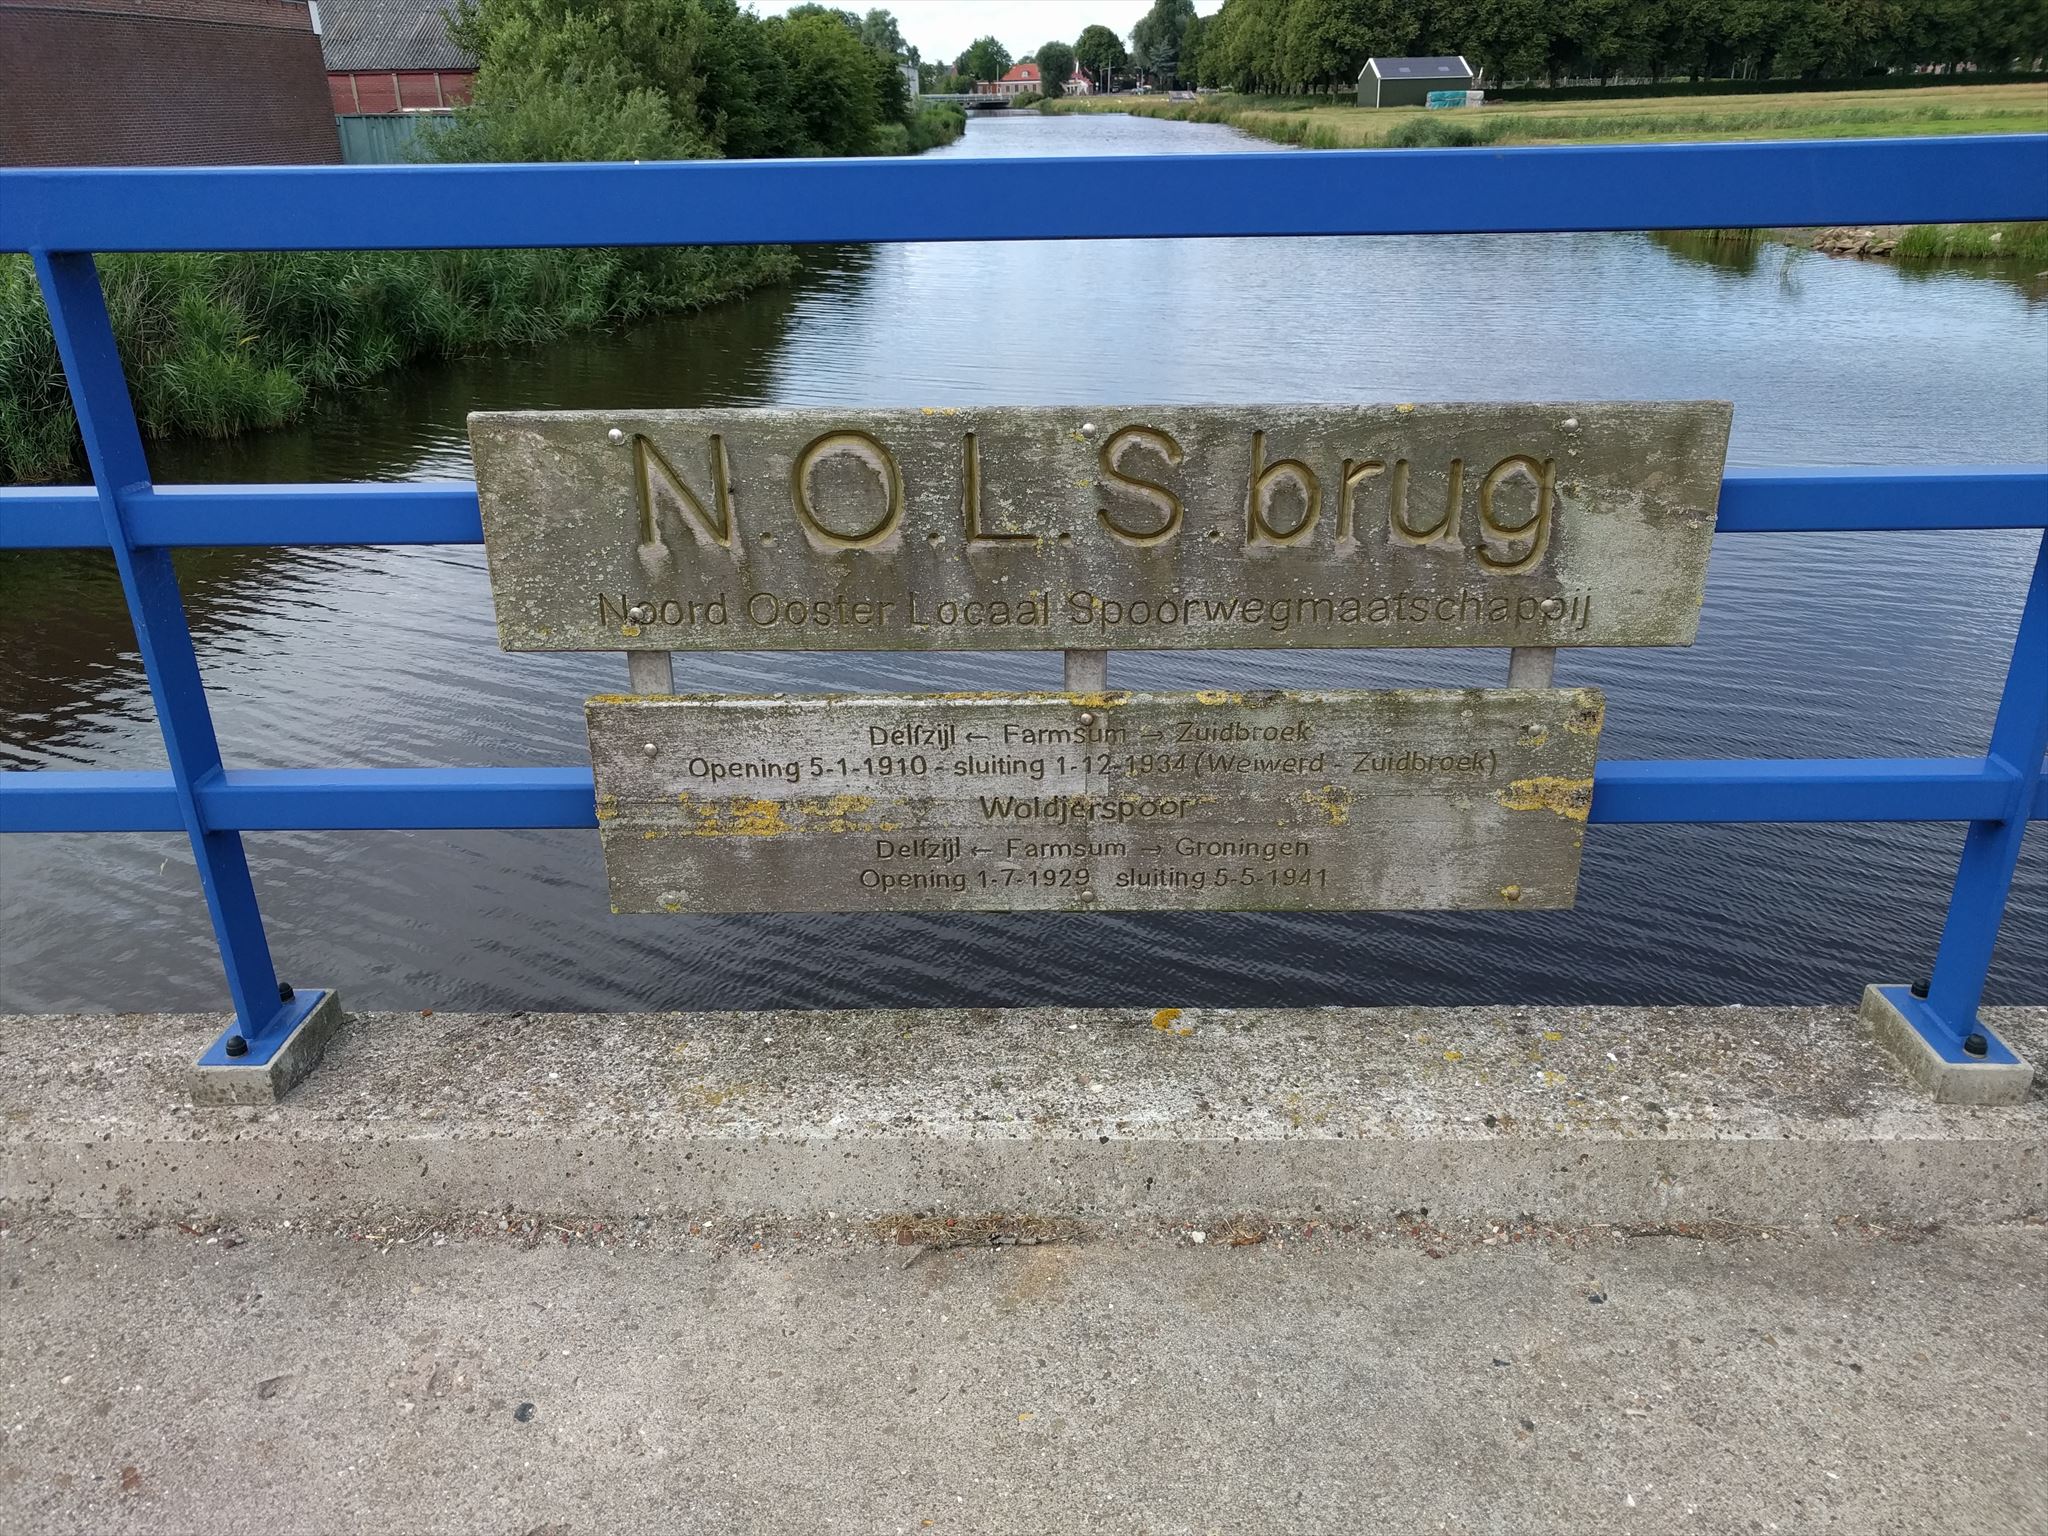 N.O.L.S.brug
Noord Ooster Locaal Spoorwegmaatschappij
Delfzijl ← Farmsum → Zuidbroek
Opening 5-1-1910 - sluiting 1-12-1934 (Weiwerd - Zuidbroek)
Woldjerspoor
Delfzijl ← Farmsum → Groningen
Opening 1-7-1929 sluiting 5-5-1941